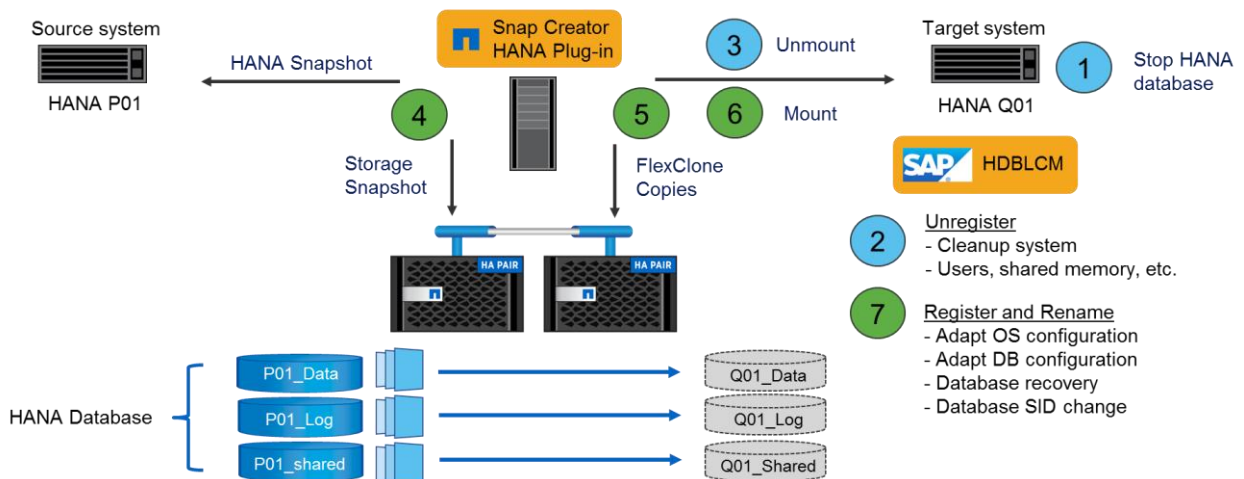 Source system
HANA P01
HANA Snapshot
Snap Creator
HANA Plug-in
3
Unmount
Target system
HANA Q01
1
Stop HANA
database
4
5
6
Mount
Storage
Snapshot
FlexClone
Copies
SAP
HDBLCM
HA PAIR
HA PAIR
2
Unregister
- Cleanup system
- Users, shared memory, etc.
7
Register and Rename
- Adapt OS configuration
- Adapt DB configuration
- Database recovery
- Database SID change
HANA Database
P01_Data
Q01_Data
P01_Log
Q01_Log
P01_shared
Q01_Shared